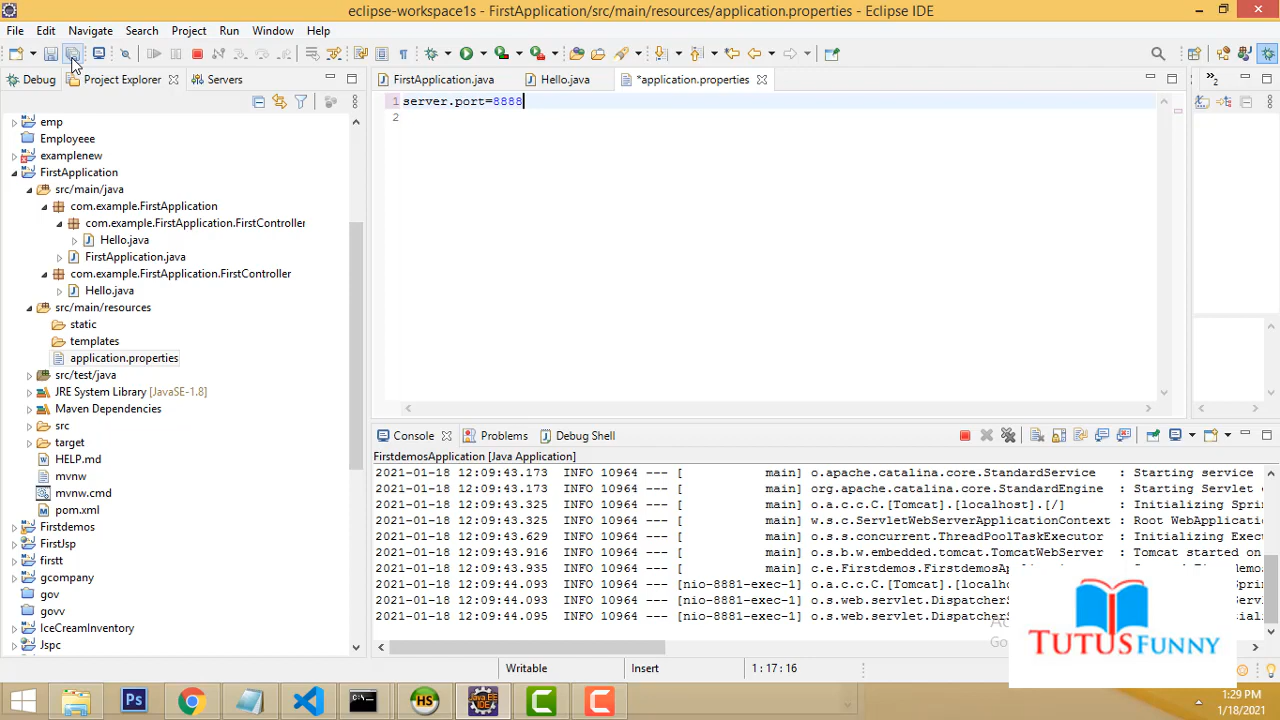 eclipse-workspace1s - FirstApplication/src/main/resources/application.properties - Eclipse IDE
File Edit Navigate Search Project Run Window Help
Debug Project Explorer Servers
FirstApplication.java Hello.java *application.properties
1 server.port=8888
2
emp
Employeee
examplenew
FirstApplication
src/main/java
com.example.FirstApplication
com.example.FirstApplication.FirstController
Hello.java
FirstApplication.java
com.example.FirstApplication.FirstController
Hello.java
src/main/resources
static
templates
application.properties
src/test/java
JRE System Library [JavaSE-1.8]
Maven Dependencies
src
target
HELP.md
mvnw
mvnw.cmd
pom.xml
Firstdemos
FirstJsp
firstt
gcompany
gov
govv
IceCreamInventory
Jspc
Console Problems Debug Shell
FirstdemosApplication [Java Application]
2021-01-18 12:09:43.173 INFO 10964 --- [ main] o.apache.catalina.core.StandardService : Starting service
2021-01-18 12:09:43.173 INFO 10964 --- [ main] org.apache.catalina.core.StandardEngine : Starting Servlet
2021-01-18 12:09:43.325 INFO 10964 --- [ main] o.a.c.c.C.[Tomcat].[localhost].[/] : Initializing Spri
2021-01-18 12:09:43.325 INFO 10964 --- [ main] w.s.c.ServletWebServerApplicationContext : Root WebApplicatio
2021-01-18 12:09:43.629 INFO 10964 --- [ main] o.s.s.concurrent.ThreadPoolTaskExecutor : Initializing Exec
2021-01-18 12:09:43.916 INFO 10964 --- [ main] o.s.b.w.embedded.tomcat.TomcatWebServer : Tomcat started on
2021-01-18 12:09:43.935 INFO 10964 --- [ main] c.e.Firstdemos.FirstdemosApplication
2021-01-18 12:09:44.093 INFO 10964 --- [nio-8881-exec-1] o.a.c.c.C.[Tomcat].[localho
2021-01-18 12:09:44.095 INFO 10964 --- [nio-8881-exec-1] o.s.web.servlet.DispatcherS
2021-01-18 12:09:44.096 INFO 10964 --- [nio-8881-exec-1] o.s.web.servlet.DispatcherS
TUTUSFUNNY
Writable Insert 1:17:16
Ps HS Java EE IDE
1:29 PM
1/18/2021